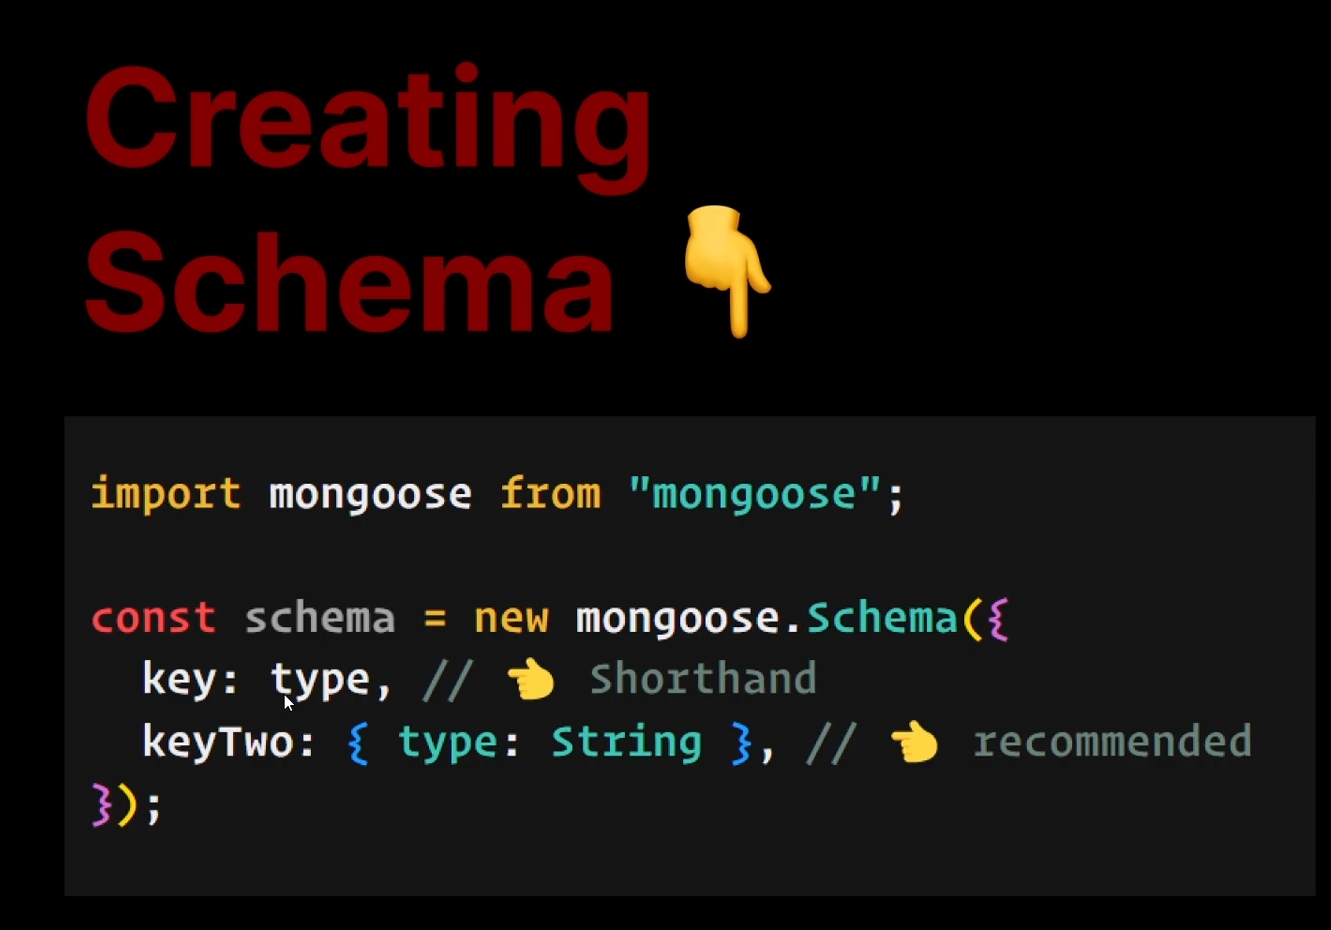 Creating
Schema 👇
import mongoose from "mongoose";
const schema = new mongoose.Schema({
  key: type, // 👈 Shorthand
  keyTwo: { type: String }, // 👈 recommended
});